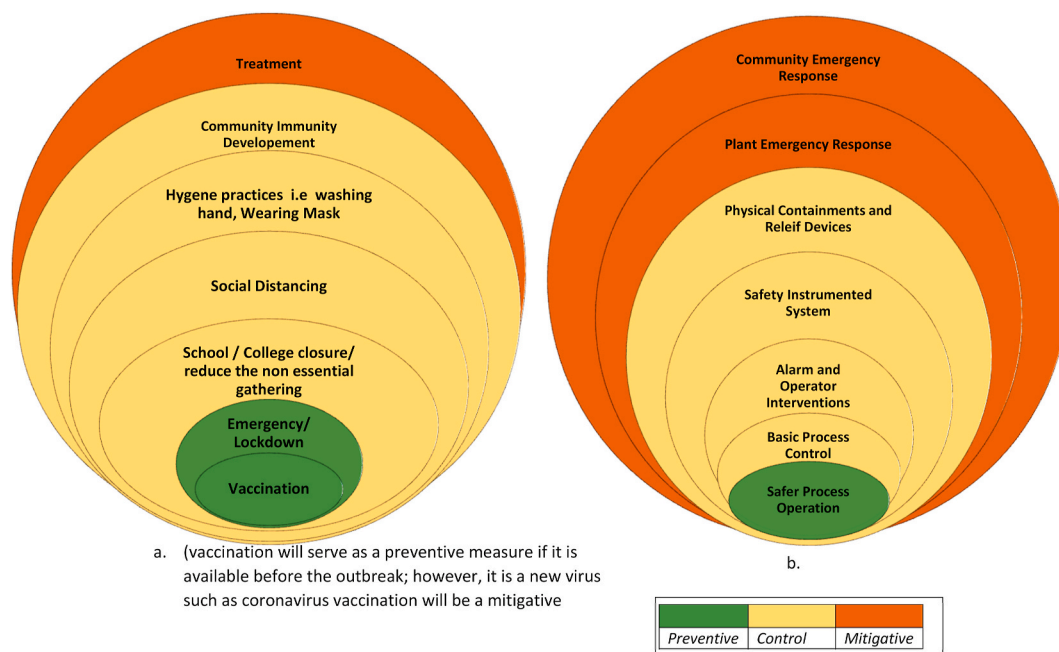 Treatment
Community Immunity
Developement
Hygene practices i.e washing
hand, Wearing Mask
Social Distancing
School / College closure/
reduce the non essential
gathering
Emergency/
Lockdown
Vaccination
a. (vaccination will serve as a preventive measure if it is
available before the outbreak; however, it is a new virus
such as coronavirus vaccination will be a mitigative
Community Emergency
Response
Plant Emergency Response
Physical Containments and
Releif Devices
Safety Instrumented
System
Alarm and
Operator
Interventions
Basic Process
Control
Safer Process
Operation
b.
Preventive Control Mitigative